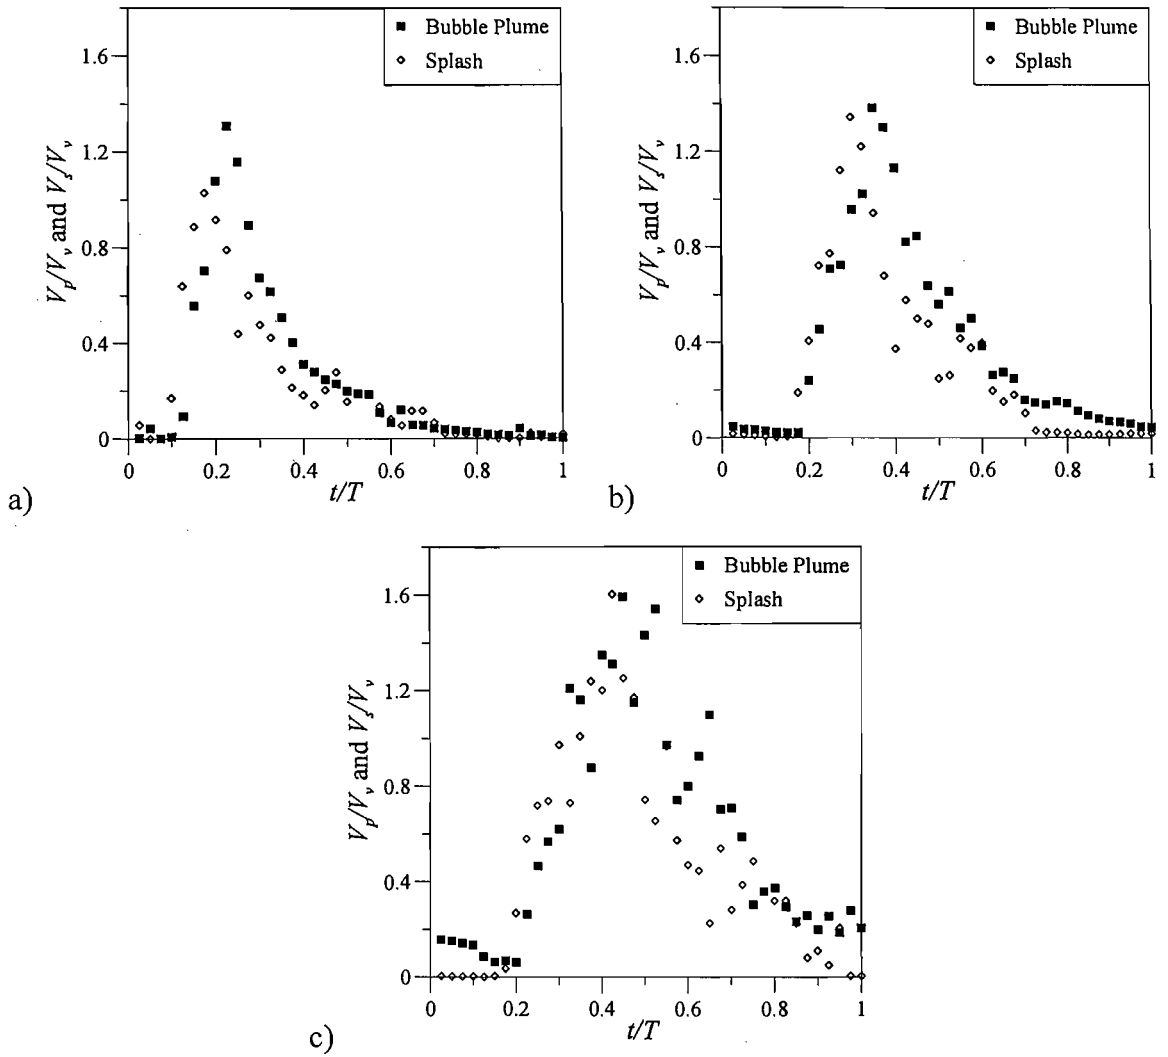 Bubble Plume
Splash
1.6
1.2
0.8
0.4
0
V_p/V_v and V_s/V_v
0 0.2 0.4 0.6 0.8 1
t/T
a)
Bubble Plume
Splash
1.6
1.2
0.8
0.4
0
V_p/V_v and V_s/V_v
0 0.2 0.4 0.6 0.8 1
t/T
b)
Bubble Plume
Splash
1.6
1.2
0.8
0.4
0
V_p/V_v and V_s/V_v
0 0.2 0.4 0.6 0.8 1
t/T
c)